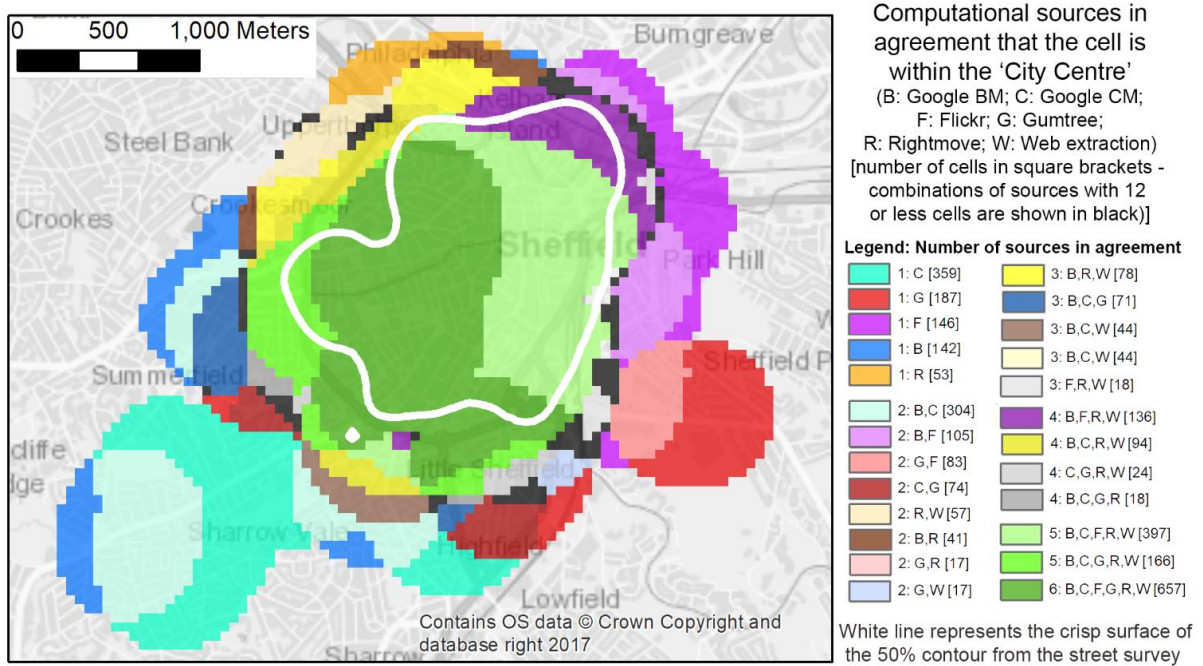 0 500 1,000 Meters
Philadelphia
Burngreave
Kelham
Island
Upperthorpe
Steel Bank
Crookes
Crookesmoor
Sheffield
Park Hill
Summerfield
Sheffield P
W
cliffe
dge
Little Sheffield
Sharrow Vale
Highfield
Lowfield
Sharrow
Contains OS data © Crown Copyright and
database right 2017
Computational sources in
agreement that the cell is
within the ‘City Centre’
(B: Google BM; C: Google CM;
F: Flickr; G: Gumtree;
R: Rightmove; W: Web extraction)
[number of cells in square brackets -
combinations of sources with 12
or less cells are shown in black)]
Legend: Number of sources in agreement
1: C [359]
1: G [187]
1: F [146]
1: B [142]
1: R [53]
2: B,C [304]
2: B,F [105]
2: G,F [83]
2: C,G [74]
2: R,W [57]
2: B,R [41]
2: G,R [17]
2: G,W [17]
3: B,R,W [78]
3: B,C,G [71]
3: B,C,W [44]
3: B,C,W [44]
3: F,R,W [18]
4: B,F,R,W [136]
4: B,C,R,W [94]
4: C,G,R,W [24]
4: B,C,G,R [18]
5: B,C,F,R,W [397]
5: B,C,G,R,W [166]
6: B,C,F,G,R,W [657]
White line represents the crisp surface of
the 50% contour from the street survey